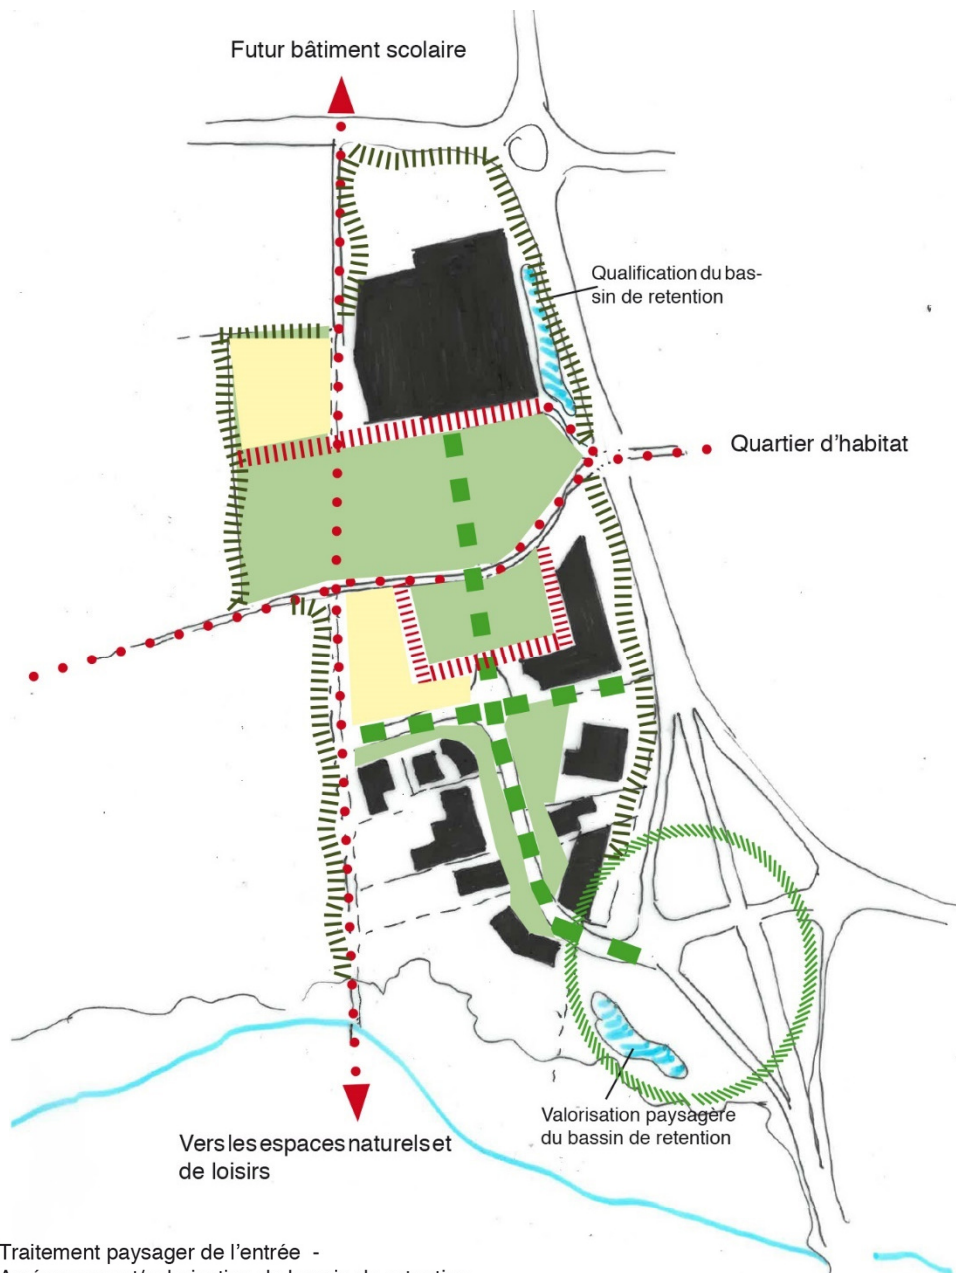 Futur bâtiment scolaire
Qualification du bas-
sin de retention
Quartier d'habitat
Valorisation paysagère
du bassin de retention
Vers les espaces naturels et
de loisirs
Traitement paysager de l'entrée -